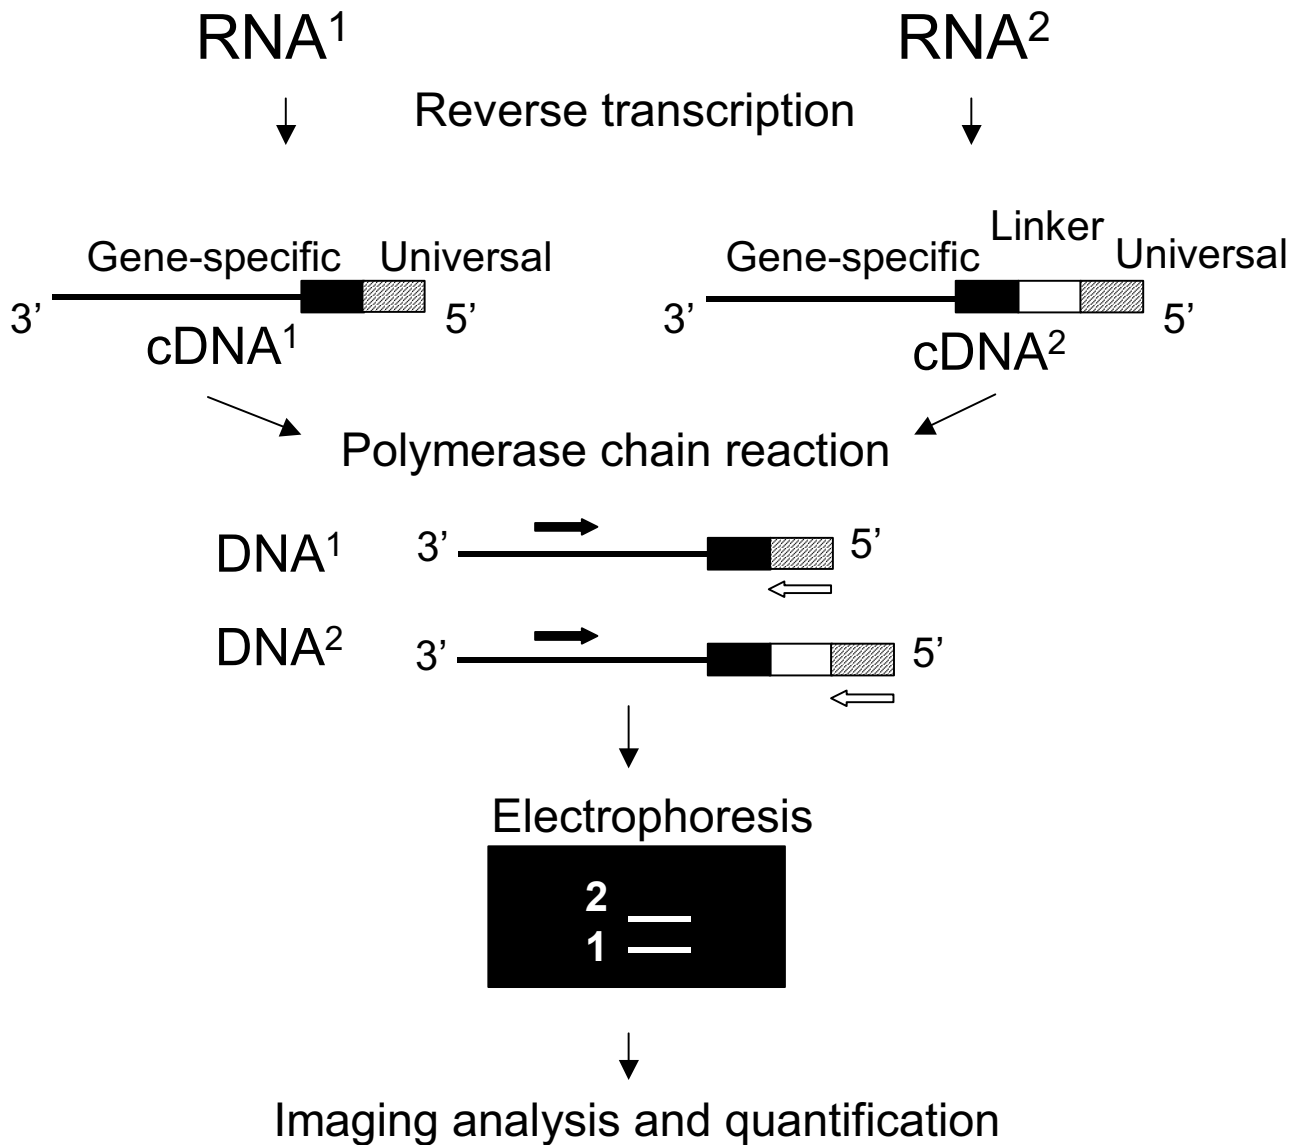 RNA¹ RNA²
Reverse transcription
Linker
Gene-specific Universal Gene-specific Universal
3’ 5’ 3’ 5’
cDNA¹ cDNA²
Polymerase chain reaction
DNA¹ 3’ 5’
DNA² 3’ 5’
Electrophoresis
2
1
Imaging analysis and quantification